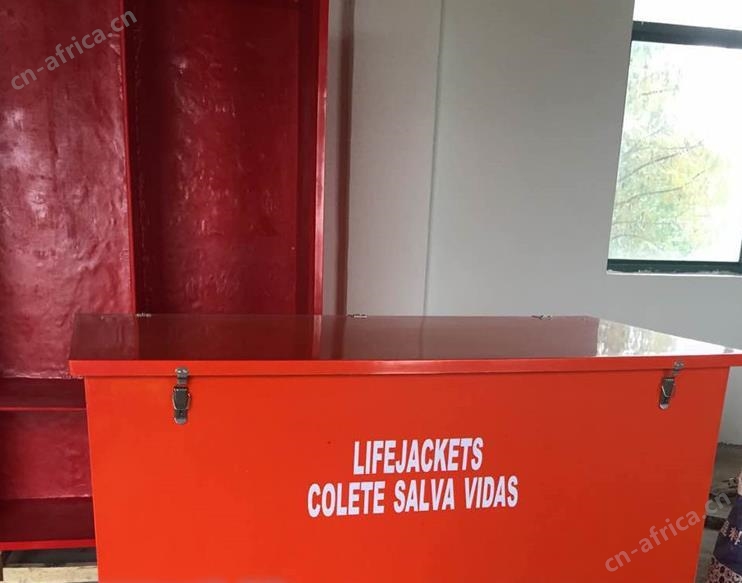 cn-africa.cn
LIFEJACKETS
COLETE SALVA VIDAS
cn-africa.cn